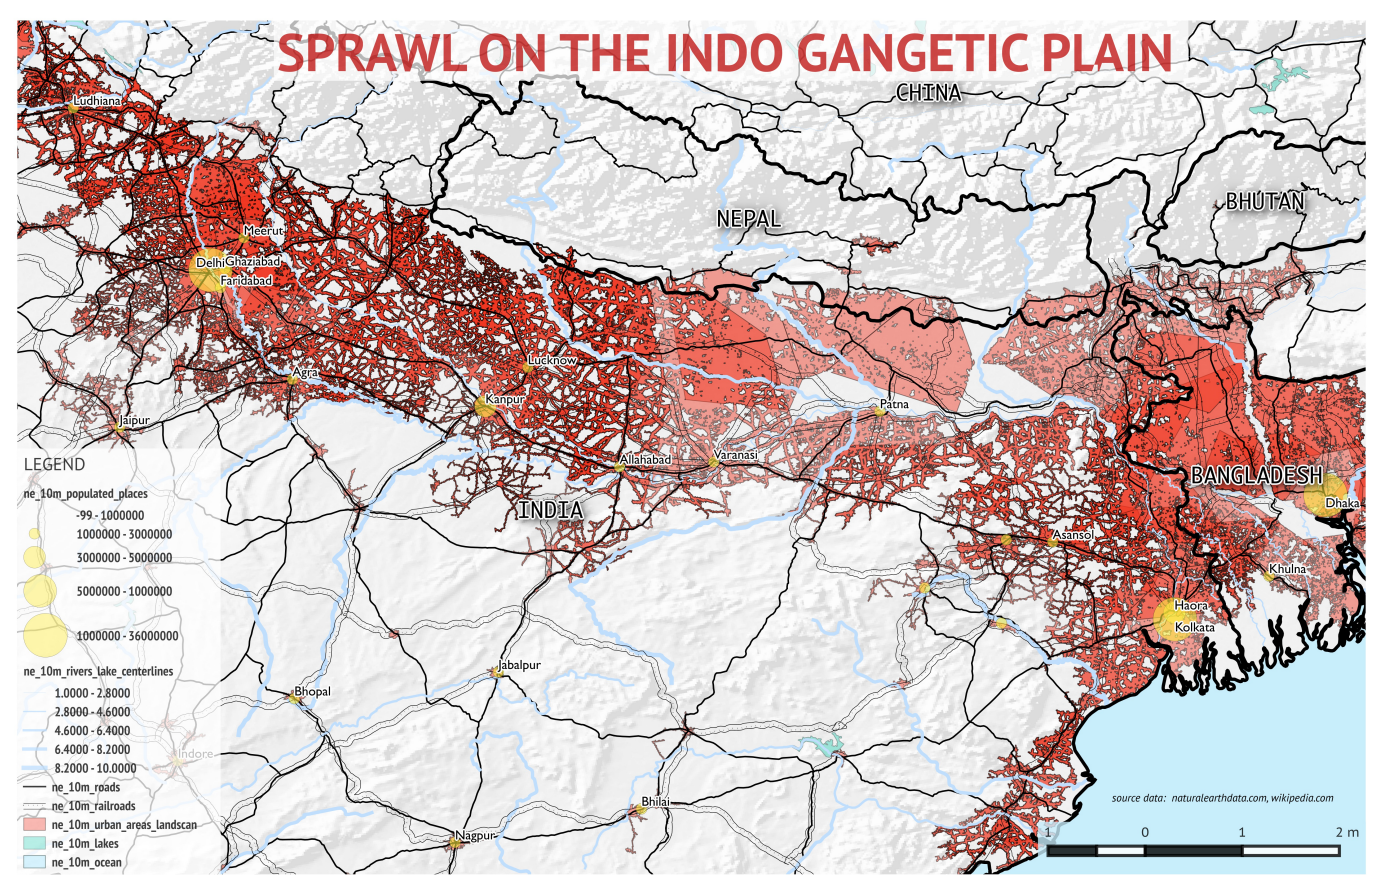 SPRAWL ON THE INDO GANGETIC PLAIN
CHINA
Ludhiana
BHUTAN
NEPAL
Meerut
Delhi Ghaziabad
Faridabad
Lucknow
Agra
Kanpur
Patna
Jaipur
Allahabad
Varanasi
BANGLADESH
Dhaka
INDIA
Asansol
Khulna
Haora
Kolkata
Jabalpur
Bhopal
Indore
Bhilai
Nagpur
LEGEND
ne_10m_populated_places
-99 - 1000000
1000000 - 3000000
3000000 - 5000000
5000000 - 1000000
1000000 - 36000000
ne_10m_rivers_lake_centerlines
1.0000 - 2.8000
2.8000 - 4.6000
4.6000 - 6.4000
6.4000 - 8.2000
8.2000 - 10.0000
ne_10m_roads
ne_10m_railroads
ne_10m_urban_areas_landscan
ne_10m_lakes
ne_10m_ocean
source data: naturalearthdata.com, wikipedia.com
1 0 1 2 m